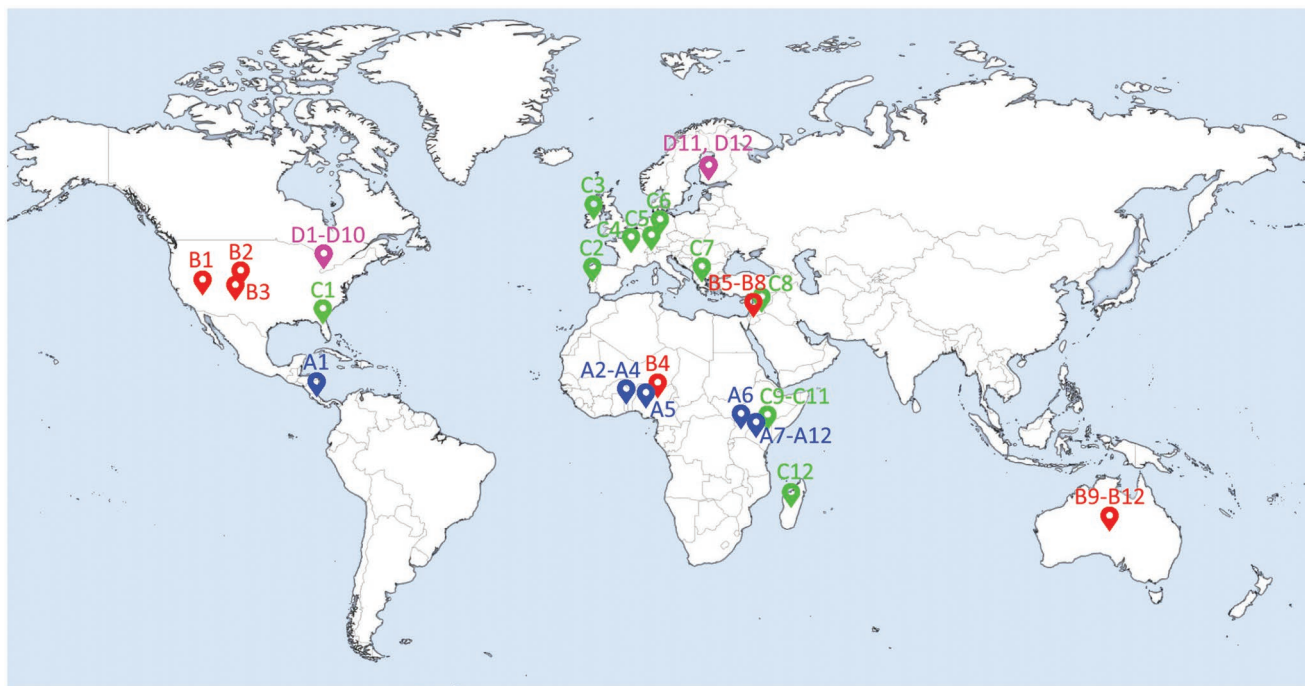 D11, D12
C3
C6
C4
C5
D1-D10
C2
C7
B1
B2
B3
C1
B5-B8
C8
A1
A2-A4
B4
A5
A6
C9-C11
A7-A12
C12
B9-B12